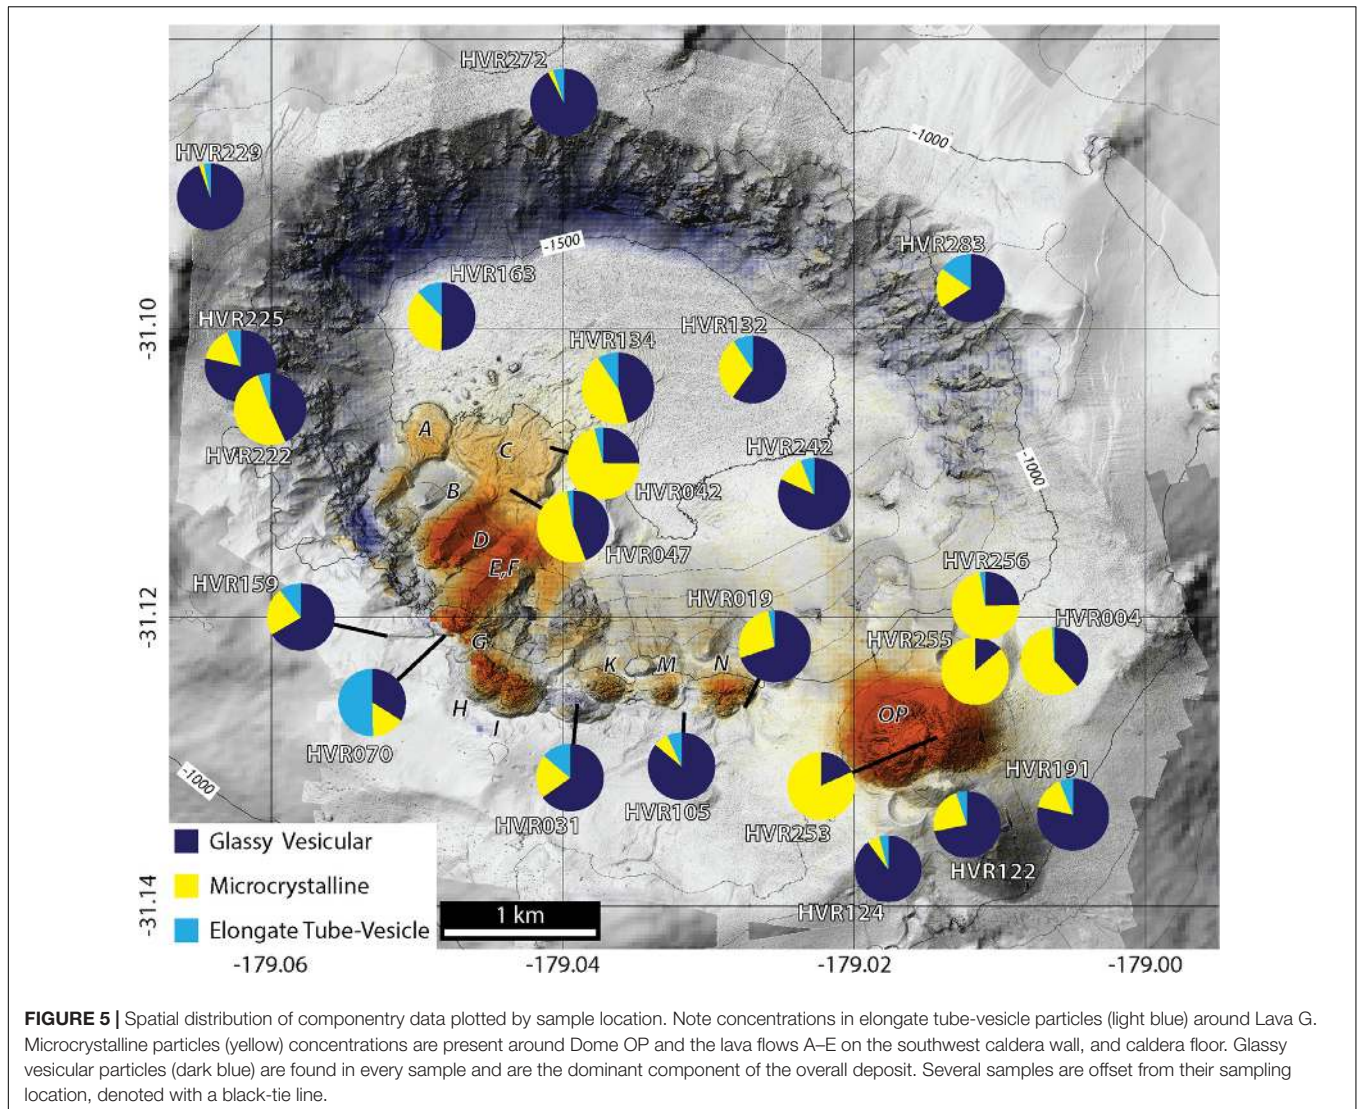 HVR272
-1000
HVR229
HVR283
-1500
HVR163
-31.10
HVR225
HVR134
HVR132
A
C
HVR222
HVR242
B
HVR042
-1000
D
HVR047
E,F
HVR256
HVR159
-31.12
HVR019
HVR004
HVR255
G
K
M
N
H
OP
I
HVR070
-1000
HVR191
HVR031
HVR105
HVR253
HVR122
Glassy Vesicular
Microcrystalline
-31.14
HVR124
1 km
Elongate Tube-Vesicle
-179.06
-179.04
-179.02
-179.00
FIGURE 5 | Spatial distribution of componentry data plotted by sample location. Note concentrations in elongate tube-vesicle particles (light blue) around Lava G.
Microcrystalline particles (yellow) concentrations are present around Dome OP and the lava flows A–E on the southwest caldera wall, and caldera floor. Glassy
vesicular particles (dark blue) are found in every sample and are the dominant component of the overall deposit. Several samples are offset from their sampling
location, denoted with a black-tie line.